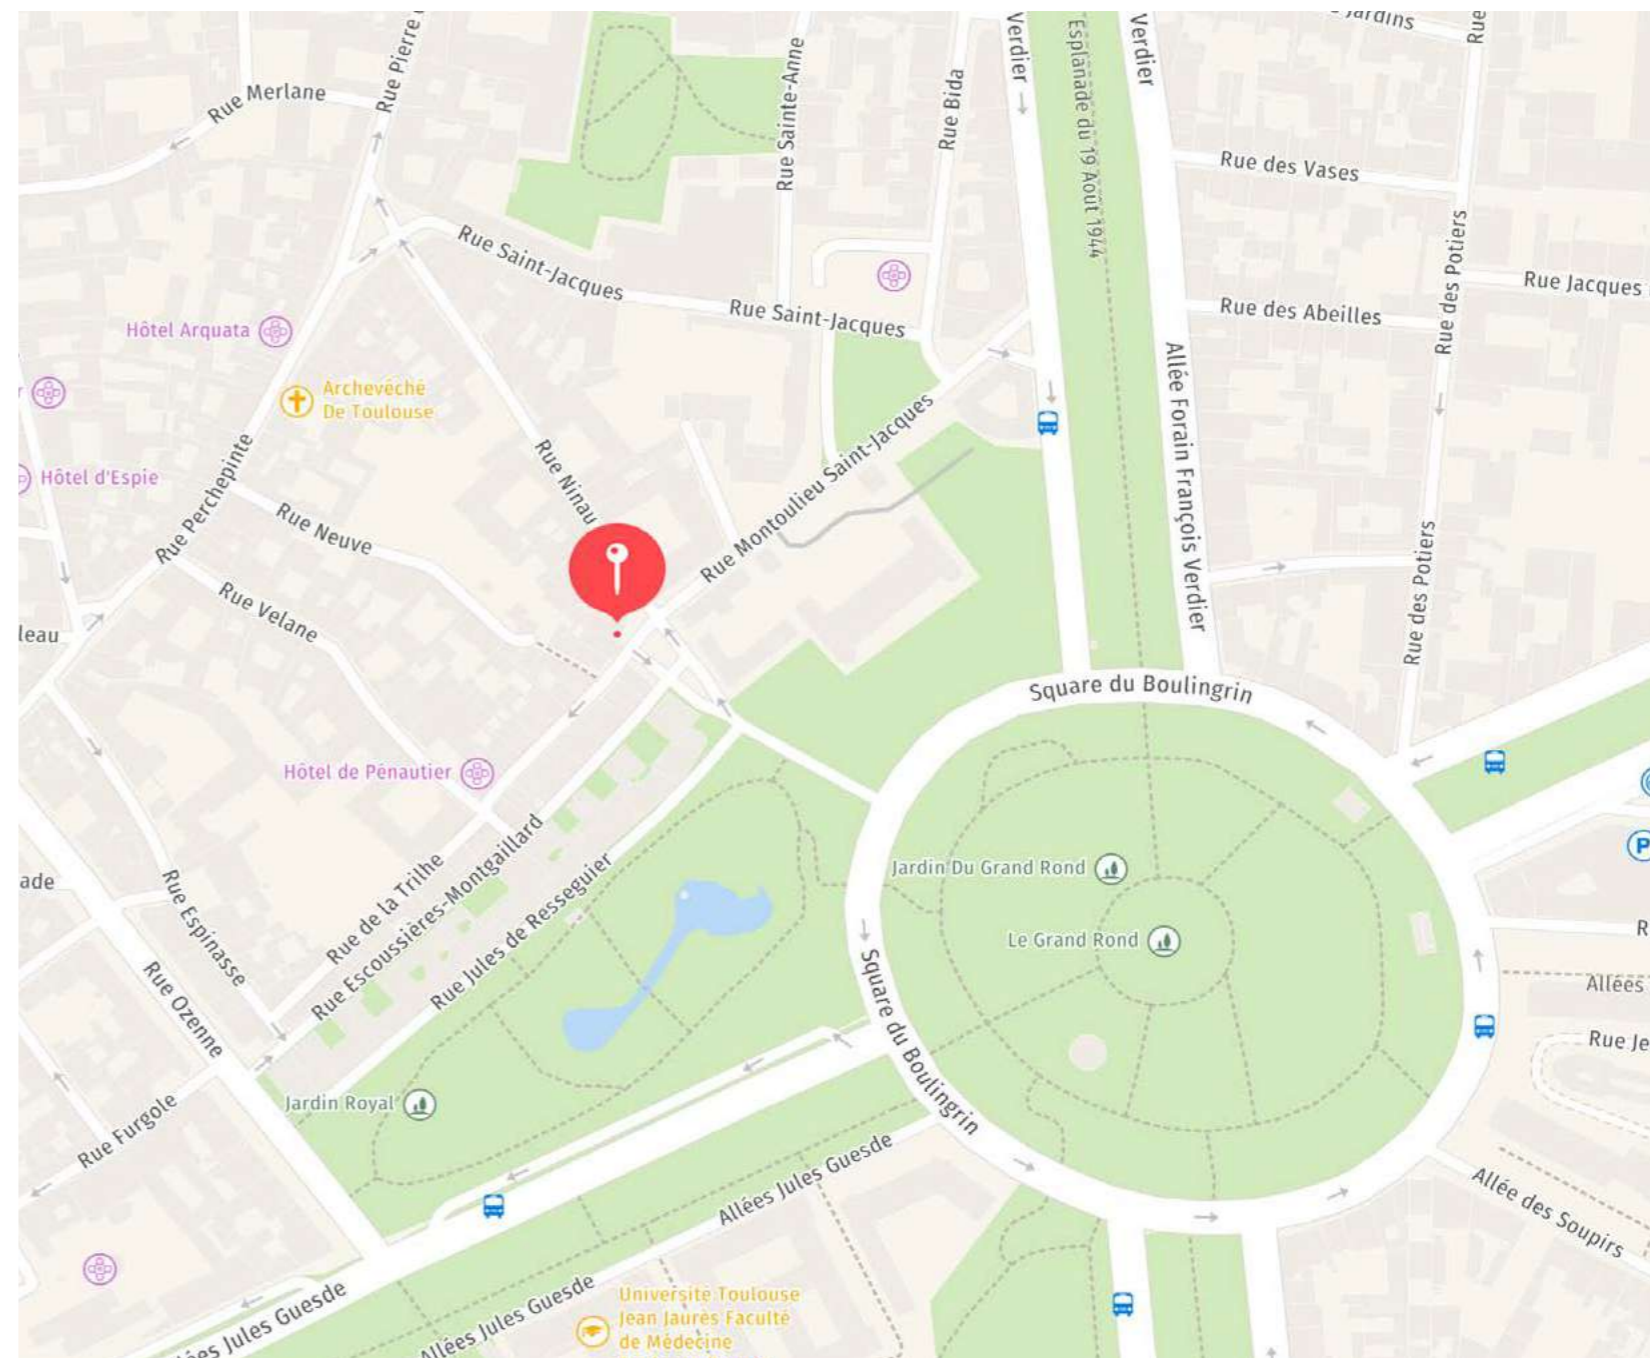 Jardins
Verdier
Verdier
Rue
Rue Pierre
Rue Merlane
Rue Sainte-Anne
Rue Bida
Esplanade du 19 Aout 1944
Rue des Vases
Rue Saint-Jacques
Rue Saint-Jacques
Rue des Potiers
Rue Jacques
Rue des Abeilles
Hôtel Arquata
Archevêché
De Toulouse
Allée Forain François Verdier
Hôtel d'Espie
Rue Perchepinte
Rue Ninau
Rue Montoulieu Saint-Jacques
Rue Neuve
Rue Velane
Rue des Potiers
leau
Square du Boulingrin
Hôtel de Pénautier
P
Jardin Du Grand Rond
ade
Rue Espinasse
Rue de la Trilhe
Rue Escoussières-Montgaillard
Rue Jules de Resseguier
Le Grand Rond
R
Allées
Rue Ozenne
Square du Boulingrin
Rue Je
Jardin Royal
Rue Furgole
Allées Jules Guesde
Allée des Soupirs
ées Jules Guesde
Allées Jules Guesde
Université Toulouse
Jean Jaurès Faculté
de Médecine